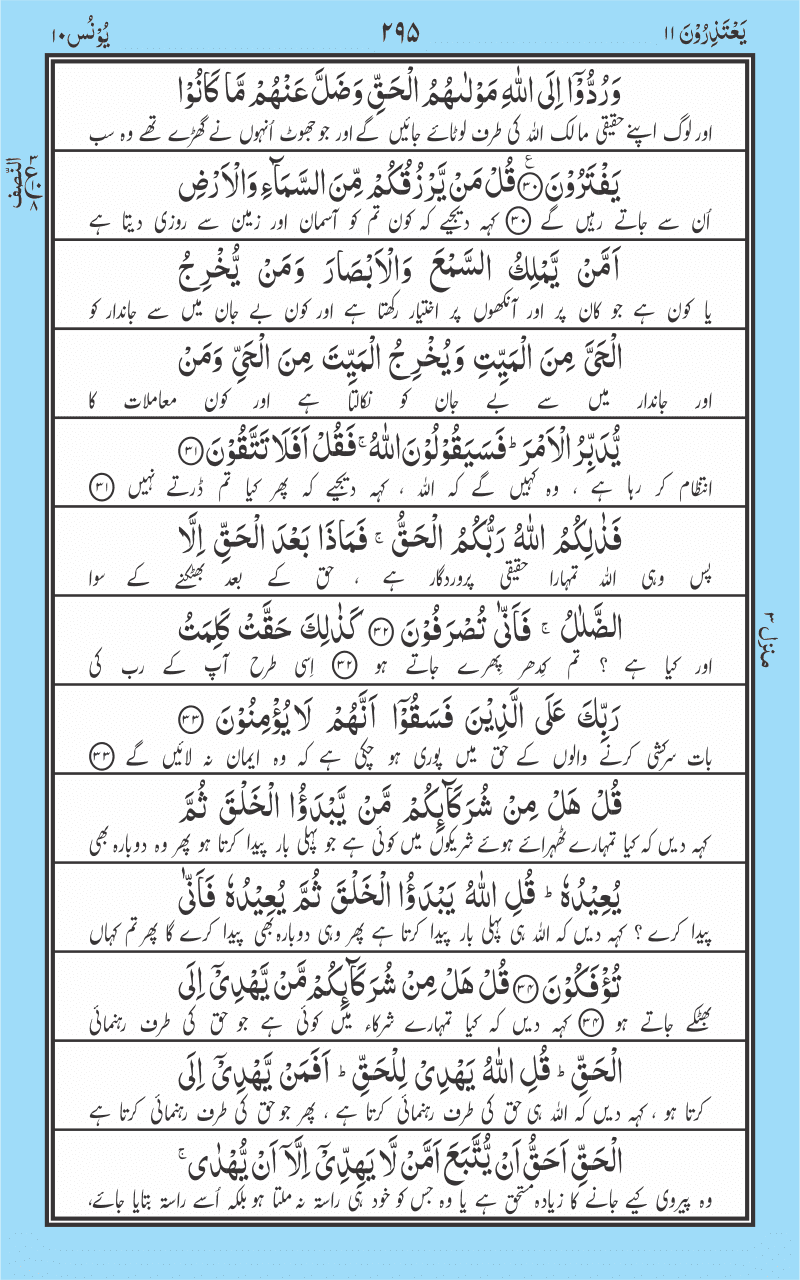 يَعْتَذِرُوْنَ ١١
٢٩٥
يُوْنُس١٠
وَرُدُّوْٓا اِلَى اللّٰهِ مَوْلٰىهُمُ الْحَقِّ وَضَلَّ عَنْهُمْ مَّا كَانُوْا
اور لوگ اپنے حقیقی مالک اللہ کی طرف لوٹائے جائیں گے اور جو جھوٹ اُنہوں نے گھڑے تھے وہ سب
يَفْتَرُوْنَ ﴿٣٠﴾ قُلْ مَنْ يَّرْزُقُكُمْ مِّنَ السَّمَآءِ وَالْاَرْضِ
اُن سے جاتے رہیں گے ﴿٣٠﴾ کہہ دیجیے کہ کون تم کو آسمان اور زمین سے روزی دیتا ہے
اَمَّنْ يَّمْلِكُ السَّمْعَ وَالْاَبْصَارَ وَمَنْ يُّخْرِجُ
یا کون ہے جو کان پر اور آنکھوں پر اختیار رکھتا ہے اور کون بے جان میں سے جاندار کو
الْحَىَّ مِنَ الْمَيِّتِ وَيُخْرِجُ الْمَيِّتَ مِنَ الْحَىِّ وَمَنْ
اور جاندار میں سے بے جان کو نکالتا ہے اور کون معاملات کا
يُّدَبِّرُ الْاَمْرَ ؕ فَسَيَقُوْلُوْنَ اللّٰهُ ۚ فَقُلْ اَفَلَا تَتَّقُوْنَ ﴿٣١﴾
انتظام کر رہا ہے ، وہ کہیں گے کہ اللہ ، کہہ دیجیے کہ پھر کیا تم ڈرتے نہیں ﴿٣١﴾
فَذٰلِكُمُ اللّٰهُ رَبُّكُمُ الْحَقُّ ۚ فَمَاذَا بَعْدَ الْحَقِّ اِلَّا
پس وہی اللہ تمہارا حقیقی پروردگار ہے ، حق کے بعد بھٹکنے کے سوا
الضَّلٰلُ ۚ فَاَنّٰى تُصْرَفُوْنَ ﴿٣٢﴾ كَذٰلِكَ حَقَّتْ كَلِمَتُ
اور کیا ہے ؟ تم کِدھر پِھرے جاتے ہو ﴿٣٢﴾ اِسی طرح آپ کے رب کی
رَبِّكَ عَلَى الَّذِيْنَ فَسَقُوْٓا اَنَّهُمْ لَا يُؤْمِنُوْنَ ﴿٣٣﴾
بات سرکشی کرنے والوں کے حق میں پوری ہو چکی ہے کہ وہ ایمان نہ لائیں گے ﴿٣٣﴾
قُلْ هَلْ مِنْ شُرَكَآٮِٕكُمْ مَّنْ يَّبْدَؤُا الْخَلْقَ ثُمَّ
کہہ دیں کہ کیا تمہارے ٹھہرائے ہوئے شریکوں میں کوئی ہے جو پہلی بار پیدا کرتا ہو پھر وہ دوبارہ بھی
يُعِيْدُهٗ ؕ قُلِ اللّٰهُ يَبْدَؤُا الْخَلْقَ ثُمَّ يُعِيْدُهٗ فَاَنّٰى
پیدا کرے ؟ کہہ دیں کہ اللہ ہی پہلی بار پیدا کرتا ہے پھر وہی دوبارہ بھی پیدا کرے گا پھر تم کہاں
تُؤْفَكُوْنَ ﴿٣٤﴾ قُلْ هَلْ مِنْ شُرَكَآٮِٕكُمْ مَّنْ يَّهْدِىْٓ اِلَى
بھٹکے جاتے ہو ﴿٣٤﴾ کہہ دیں کہ کیا تمہارے شرکاء میں کوئی ہے جو حق کی طرف رہنمائی
الْحَقِّ ؕ قُلِ اللّٰهُ يَهْدِىْ لِلْحَقِّ ؕ اَفَمَنْ يَّهْدِىْٓ اِلَى
کرتا ہو ، کہہ دیں کہ اللہ ہی حق کی طرف رہنمائی کرتا ہے ، پھر جو حق کی طرف رہنمائی کرتا ہے
الْحَقِّ اَحَقُّ اَنْ يُّتَّبَعَ اَمَّنْ لَّا يَهِدِّىْٓ اِلَّآ اَنْ يُّهْدٰى ۚ
وہ پیروی کیے جانے کا زیادہ مستحق ہے یا وہ جس کو خود ہی راستہ نہ ملتا ہو بلکہ اُسے راستہ بتایا جائے،
النِّصْف
منزل ٣